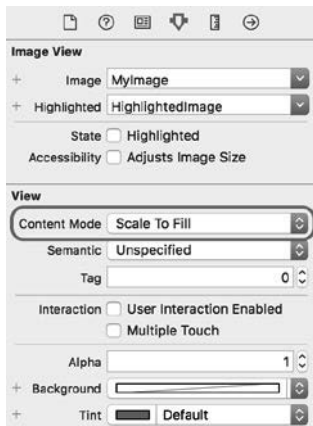 Image View
+ Image MyImage
+ Highlighted HighlightedImage
State Highlighted
Accessibility Adjusts Image Size
View
Content Mode Scale To Fill
Semantic Unspecified
Tag 0
Interaction User Interaction Enabled
Multiple Touch
Alpha 1
+ Background
+ Tint Default